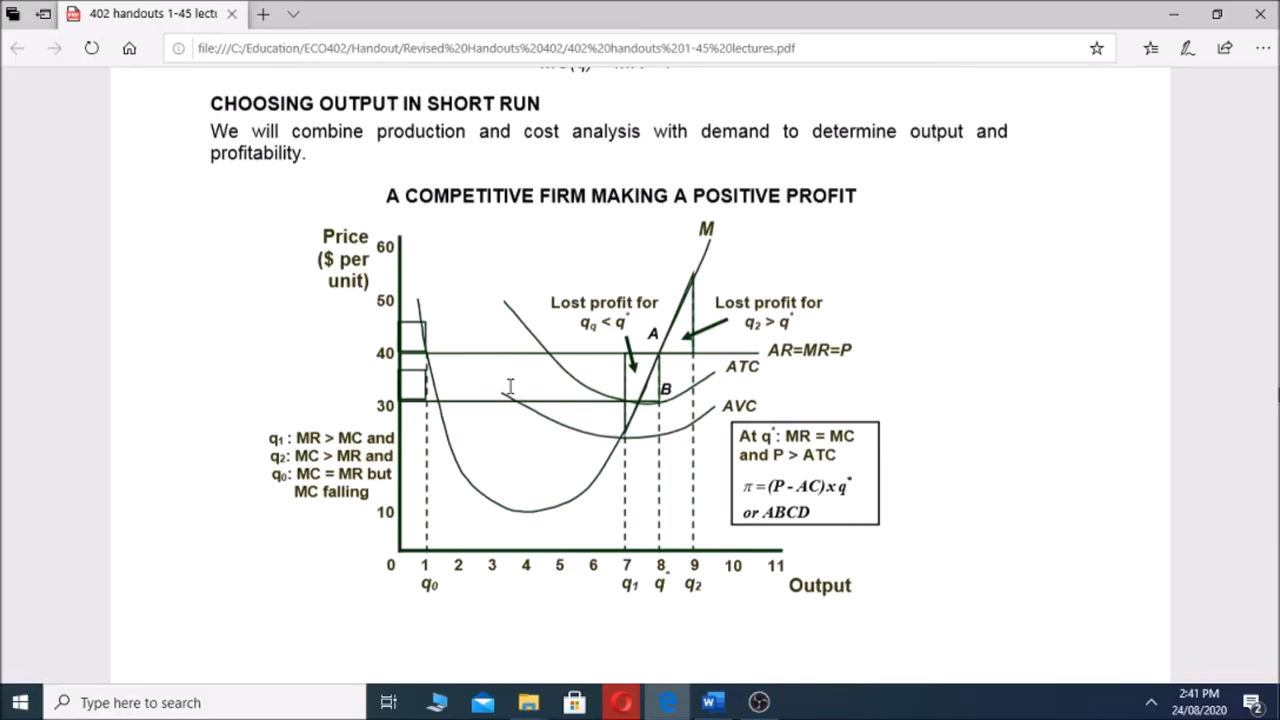 402 handouts 1-45 lectu
file:///C:/Education/ECO402/Handout/Revised%20Handouts%20402/402%20handouts%201-45%20lectures.pdf
CHOOSING OUTPUT IN SHORT RUN
We will combine production and cost analysis with demand to determine output and
profitability.
A COMPETITIVE FIRM MAKING A POSITIVE PROFIT
Price
($ per
unit)
60
50
40
30
10
M
Lost profit for
qq < q*
Lost profit for
q2 > q*
A
B
AR=MR=P
ATC
AVC
q1 : MR > MC and
q2: MC > MR and
q0: MC = MR but
MC falling
At q*: MR = MC
and P > ATC
π = (P - AC) x q*
or ABCD
0 1 2 3 4 5 6 7 8 9 10 11
q0 q1 q* q2
Output
Type here to search
2:41 PM
24/08/2020
2